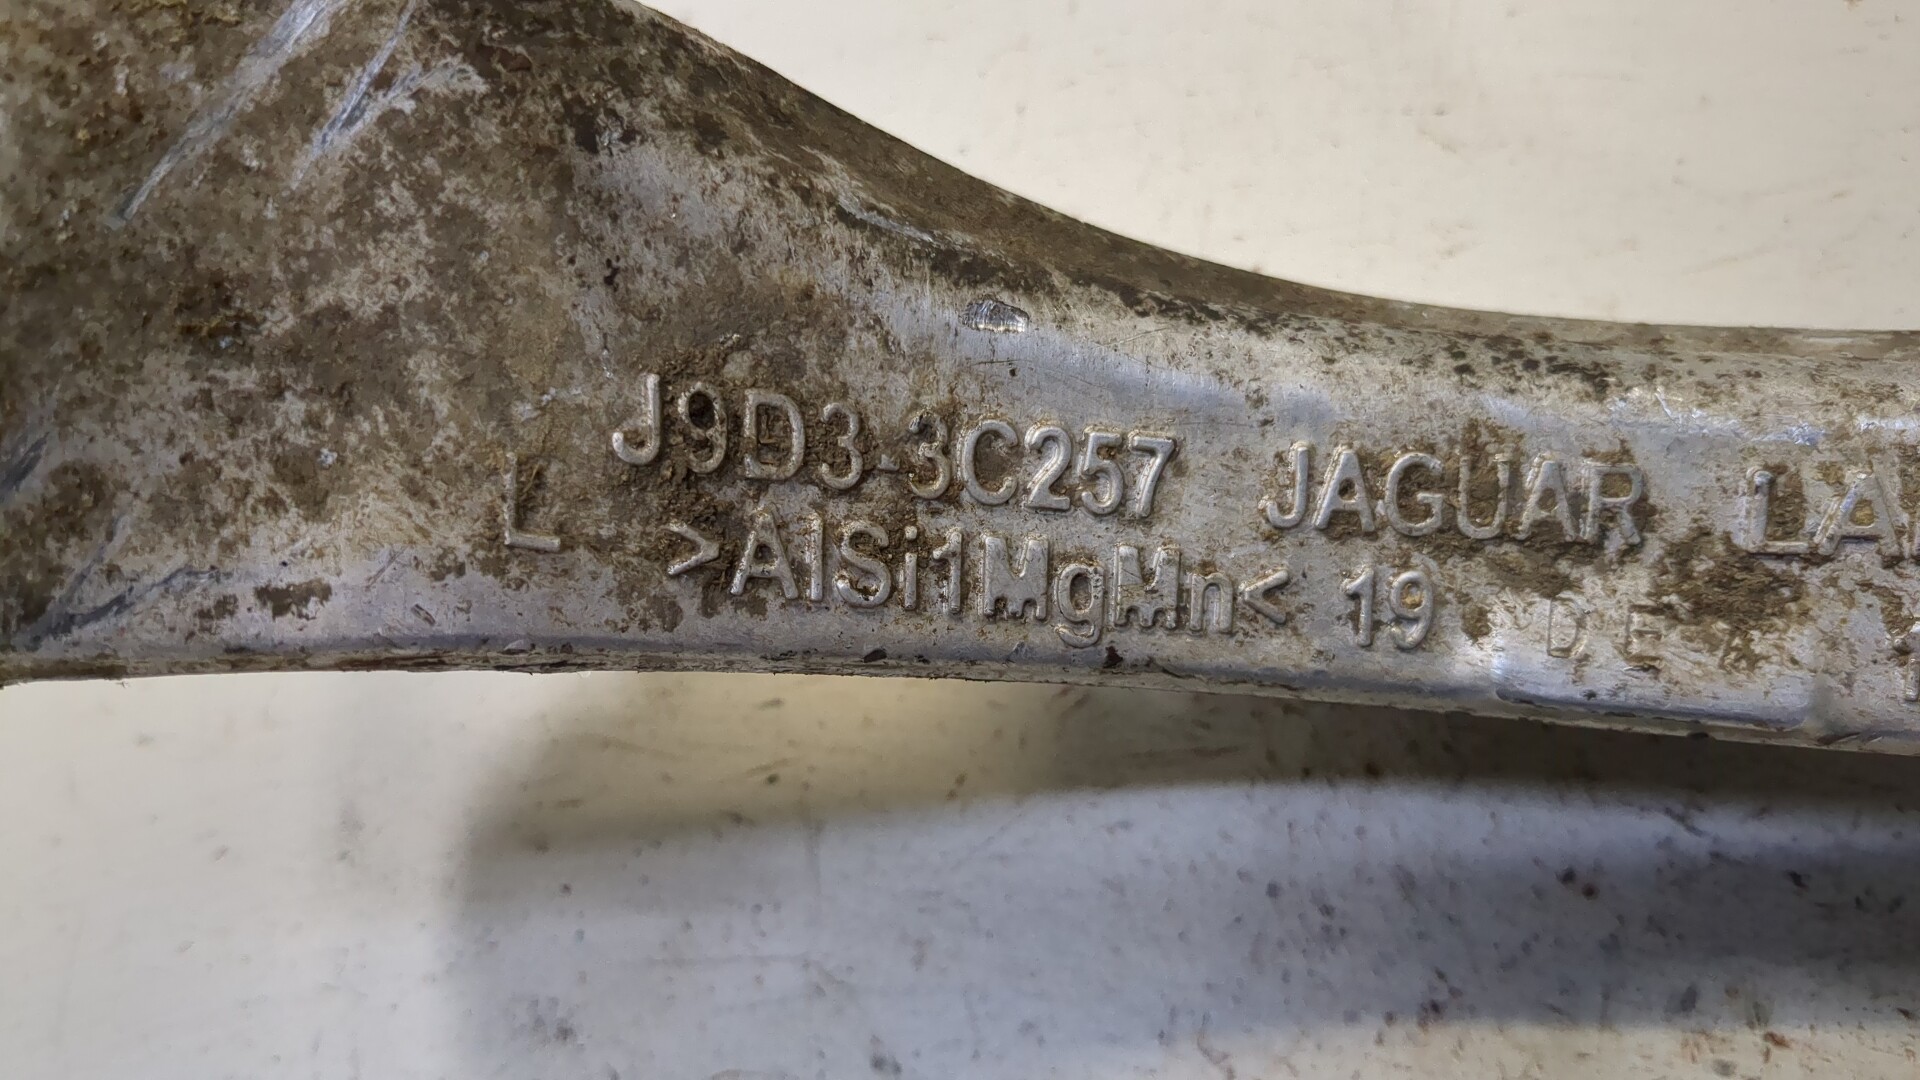 J9D3-3C257 JAGUAR
L >AlSi1MgMn< 19